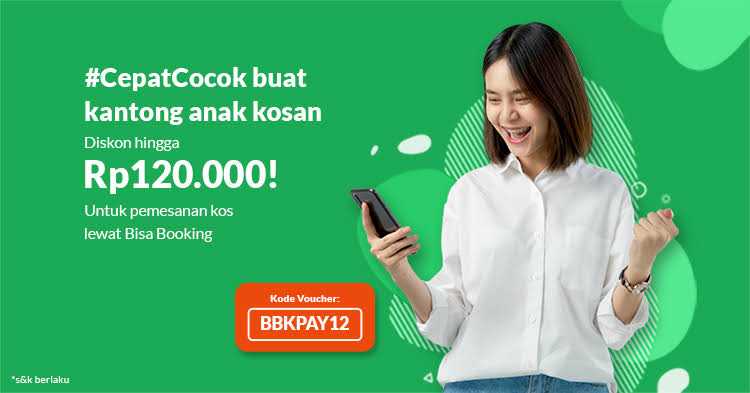 #CepatCocok buat
kantong anak kosan
Diskon hingga
Rp120.000!
Untuk pemesanan kos
lewat Bisa Booking
Kode Voucher:
BBKPAY12
*s&k berlaku